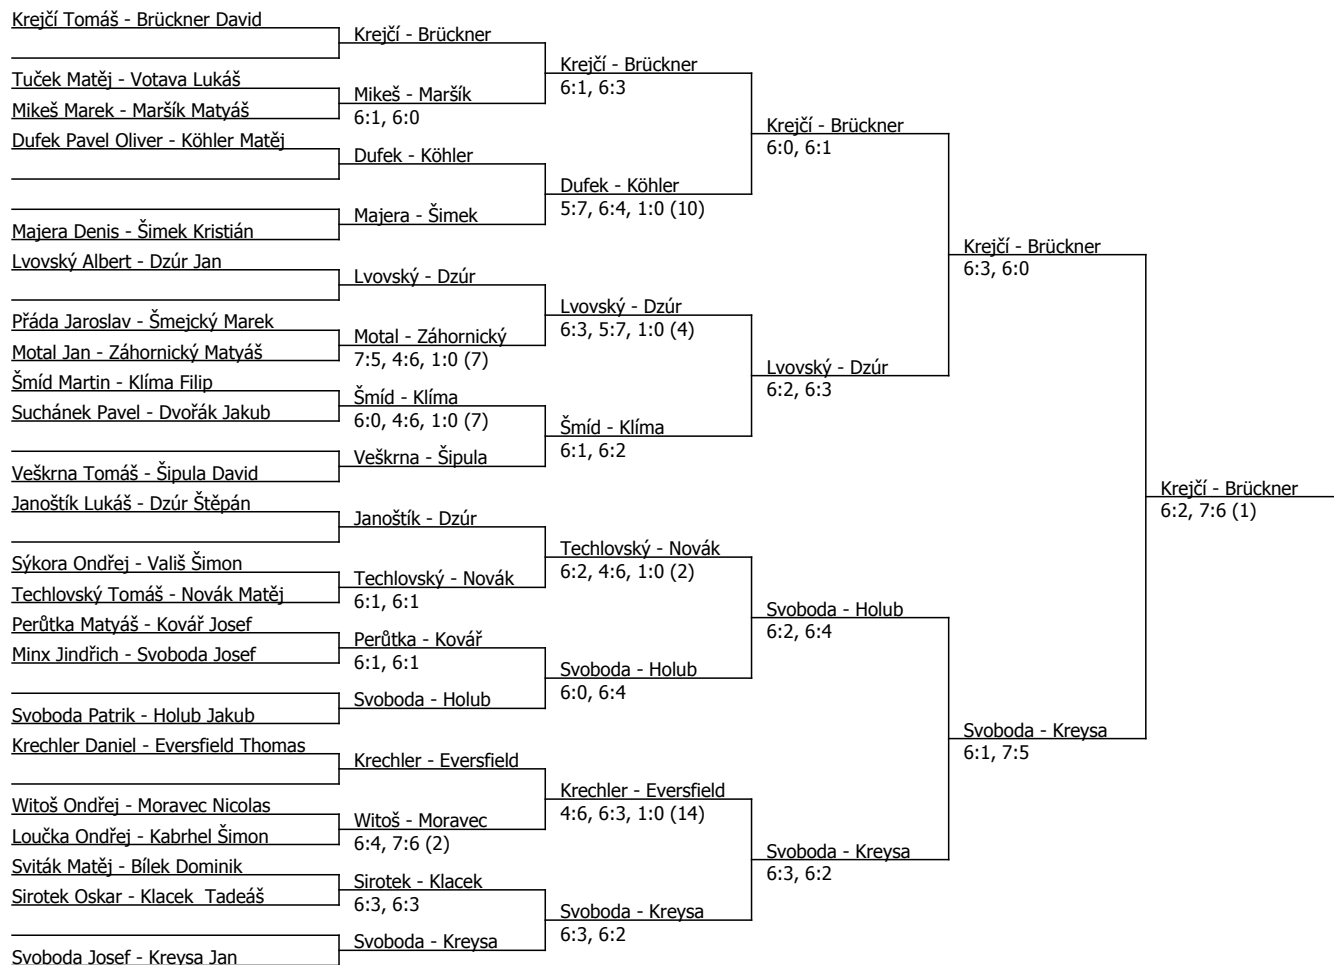 Krejčí Tomáš - Brückner David
Tuček Matěj - Votava Lukáš
Mikeš Marek - Maršík Matyáš
Dufek Pavel Oliver - Köhler Matěj
Majera Denis - Šimek Kristián
Lvovský Albert - Dzúr Jan
Přáda Jaroslav - Šmejcký Marek
Motal Jan - Záhornický Matyáš
Šmíd Martin - Klíma Filip
Suchánek Pavel - Dvořák Jakub
Veškrna Tomáš - Šipula David
Janoštík Lukáš - Dzúr Štěpán
Sýkora Ondřej - Vališ Šimon
Techlovský Tomáš - Novák Matěj
Perůtka Matyáš - Kovář Josef
Minx Jindřich - Svoboda Josef
Svoboda Patrik - Holub Jakub
Krechler Daniel - Eversfield Thomas
Witoš Ondřej - Moravec Nicolas
Loučka Ondřej - Kabrhel Šimon
Sviták Matěj - Bílek Dominik
Sirotek Oskar - Klacek  Tadeáš
Svoboda Josef - Kreysa Jan
Krejčí - Brückner
Mikeš - Maršík
6:1, 6:0
Dufek - Köhler
Majera - Šimek
Lvovský - Dzúr
Motal - Záhornický
7:5, 4:6, 1:0 (7)
Šmíd - Klíma
6:0, 4:6, 1:0 (7)
Veškrna - Šipula
Janoštík - Dzúr
Techlovský - Novák
6:1, 6:1
Perůtka - Kovář
6:1, 6:1
Svoboda - Holub
Krechler - Eversfield
Witoš - Moravec
6:4, 7:6 (2)
Sirotek - Klacek
6:3, 6:3
Svoboda - Kreysa
Krejčí - Brückner
6:1, 6:3
Dufek - Köhler
5:7, 6:4, 1:0 (10)
Lvovský - Dzúr
6:3, 5:7, 1:0 (4)
Šmíd - Klíma
6:1, 6:2
Techlovský - Novák
6:2, 4:6, 1:0 (2)
Svoboda - Holub
6:0, 6:4
Krechler - Eversfield
4:6, 6:3, 1:0 (14)
Svoboda - Kreysa
6:3, 6:2
Krejčí - Brückner
6:0, 6:1
Lvovský - Dzúr
6:2, 6:3
Svoboda - Holub
6:2, 6:4
Svoboda - Kreysa
6:3, 6:2
Krejčí - Brückner
6:3, 6:0
Svoboda - Kreysa
6:1, 7:5
Krejčí - Brückner
6:2, 7:6 (1)